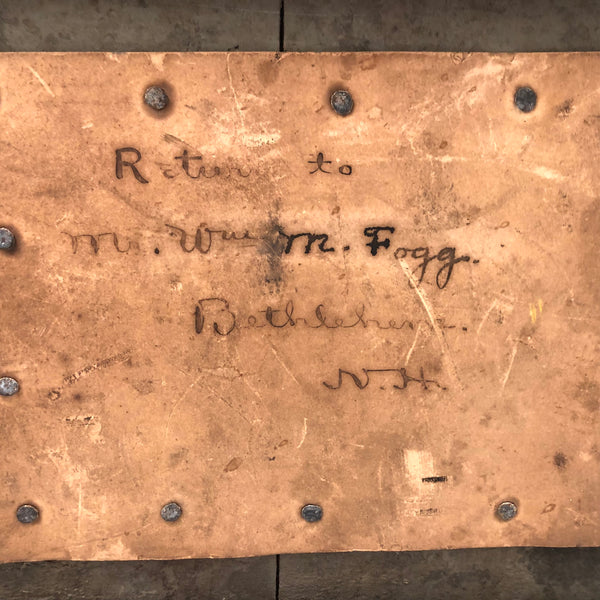 Return to
Mr. Wm M. Fogg.
Bethlehem.
N.H.